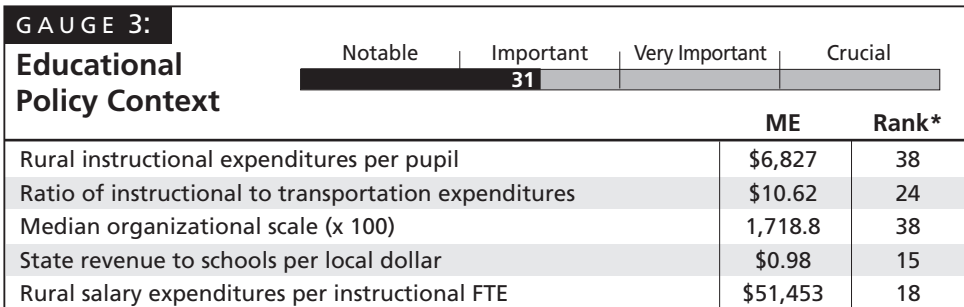 GAUGE 3:
Educational
Policy Context
Notable Important Very Important Crucial
31
ME Rank*
Rural instructional expenditures per pupil $6,827 38
Ratio of instructional to transportation expenditures $10.62 24
Median organizational scale (x 100) 1,718.8 38
State revenue to schools per local dollar $0.98 15
Rural salary expenditures per instructional FTE $51,453 18